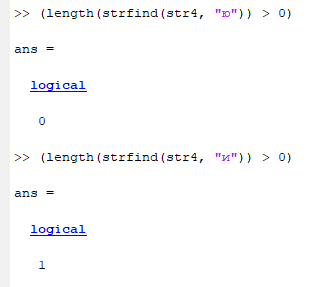 >> (length(strfind(str4, "ю")) > 0)
ans =
logical
0
>> (length(strfind(str4, "и")) > 0)
ans =
logical
1